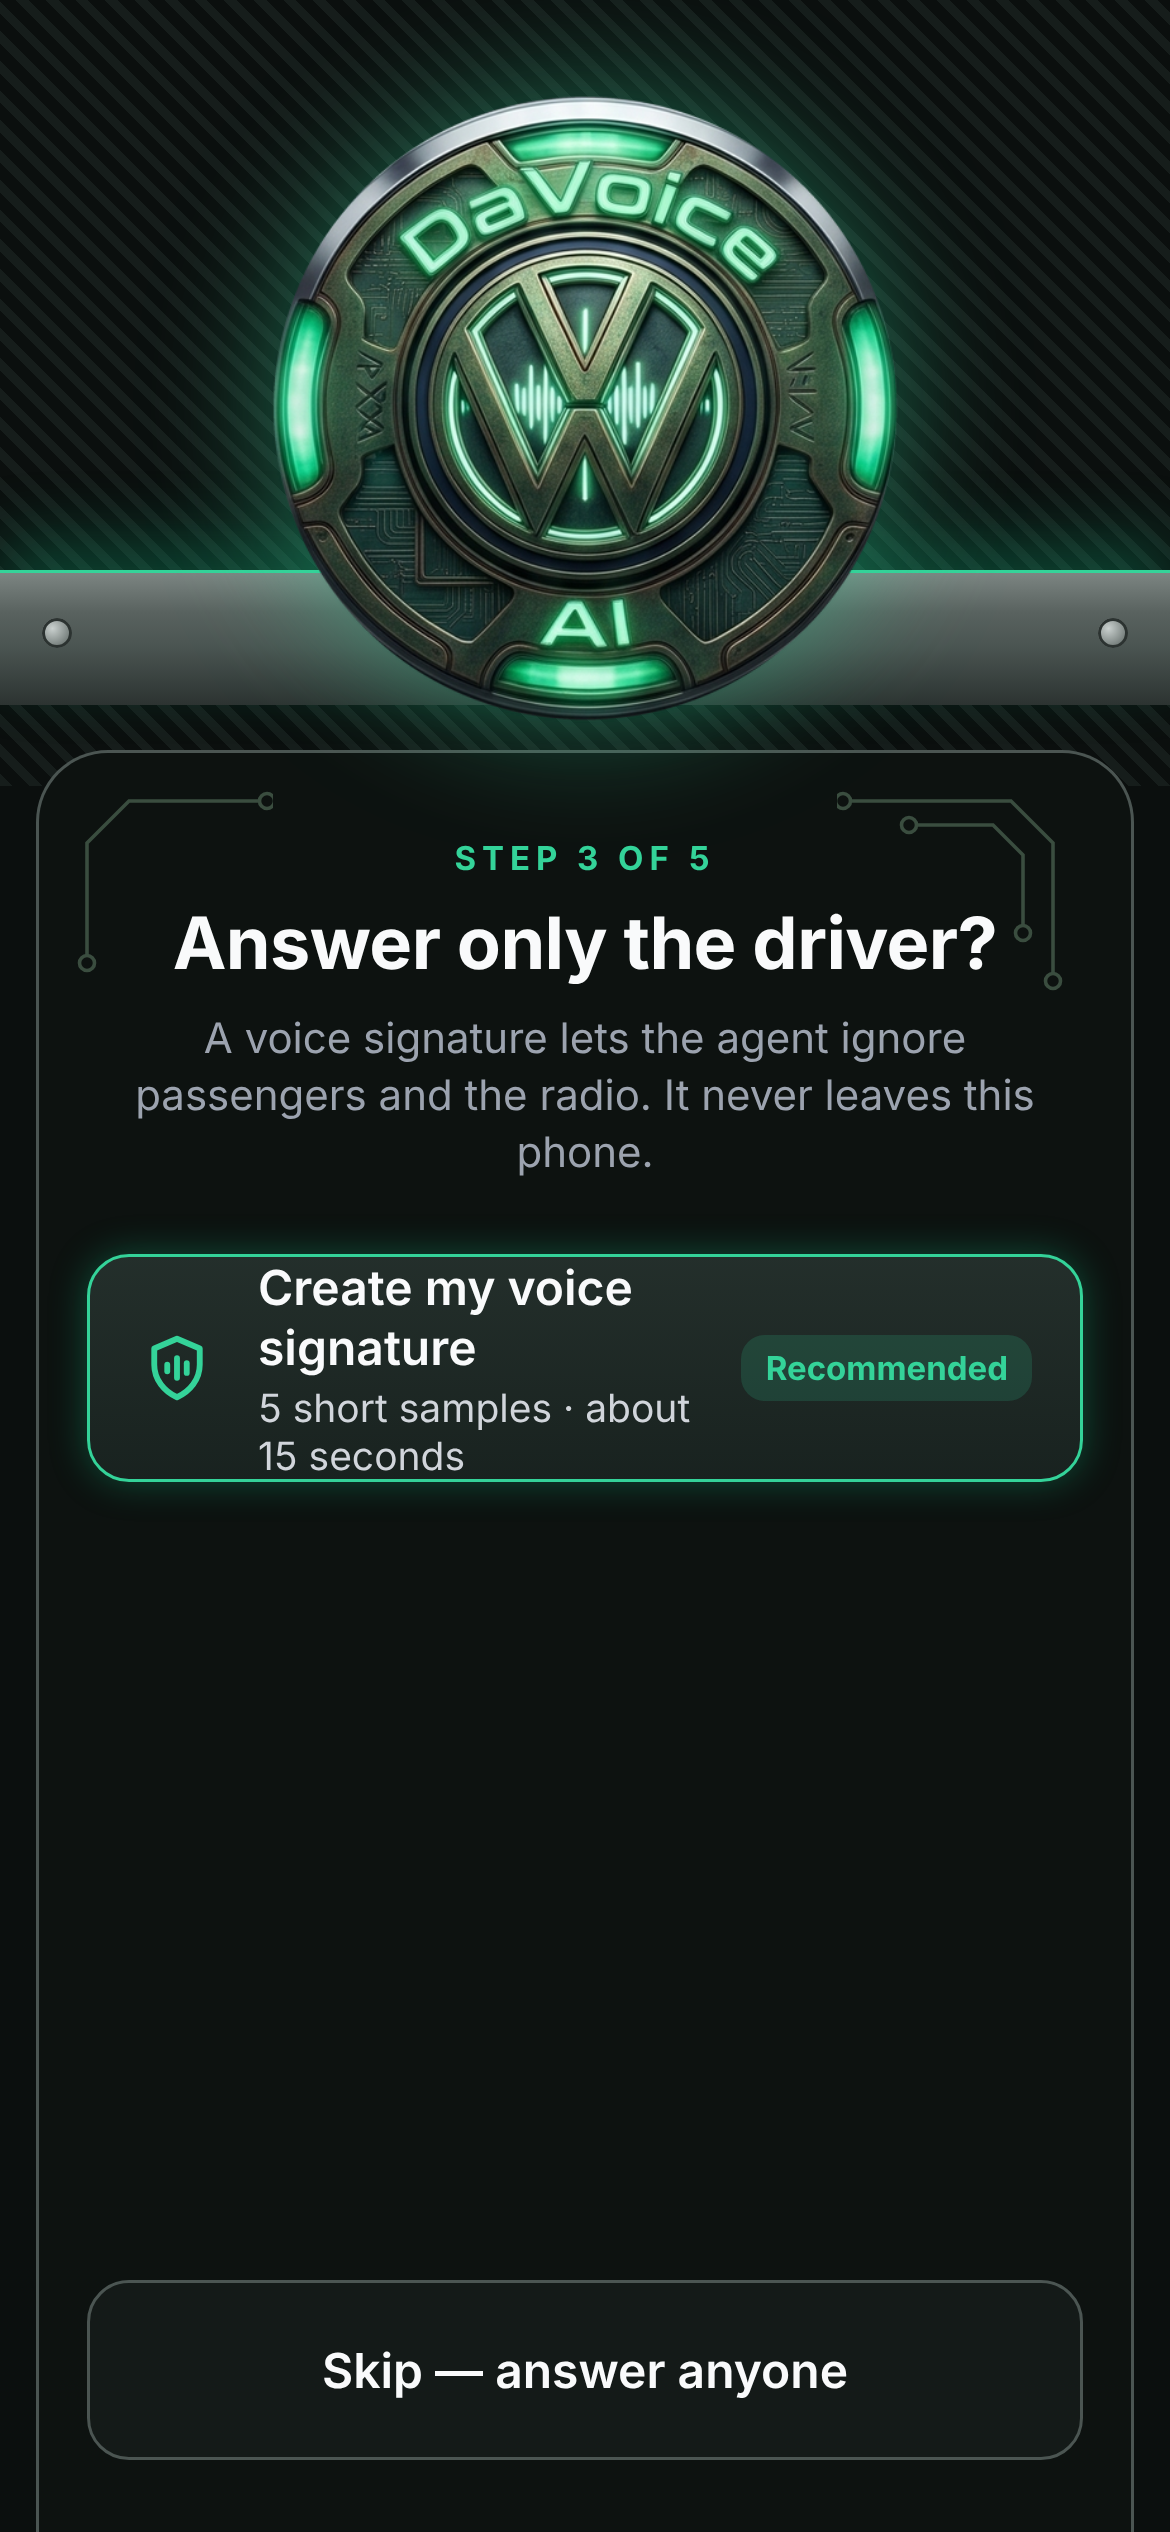 DaVoice
AI
STEP 3 OF 5
Answer only the driver?
A voice signature lets the agent ignore
passengers and the radio. It never leaves this
phone.
Create my voice
signature
5 short samples · about
15 seconds
Recommended
Skip — answer anyone